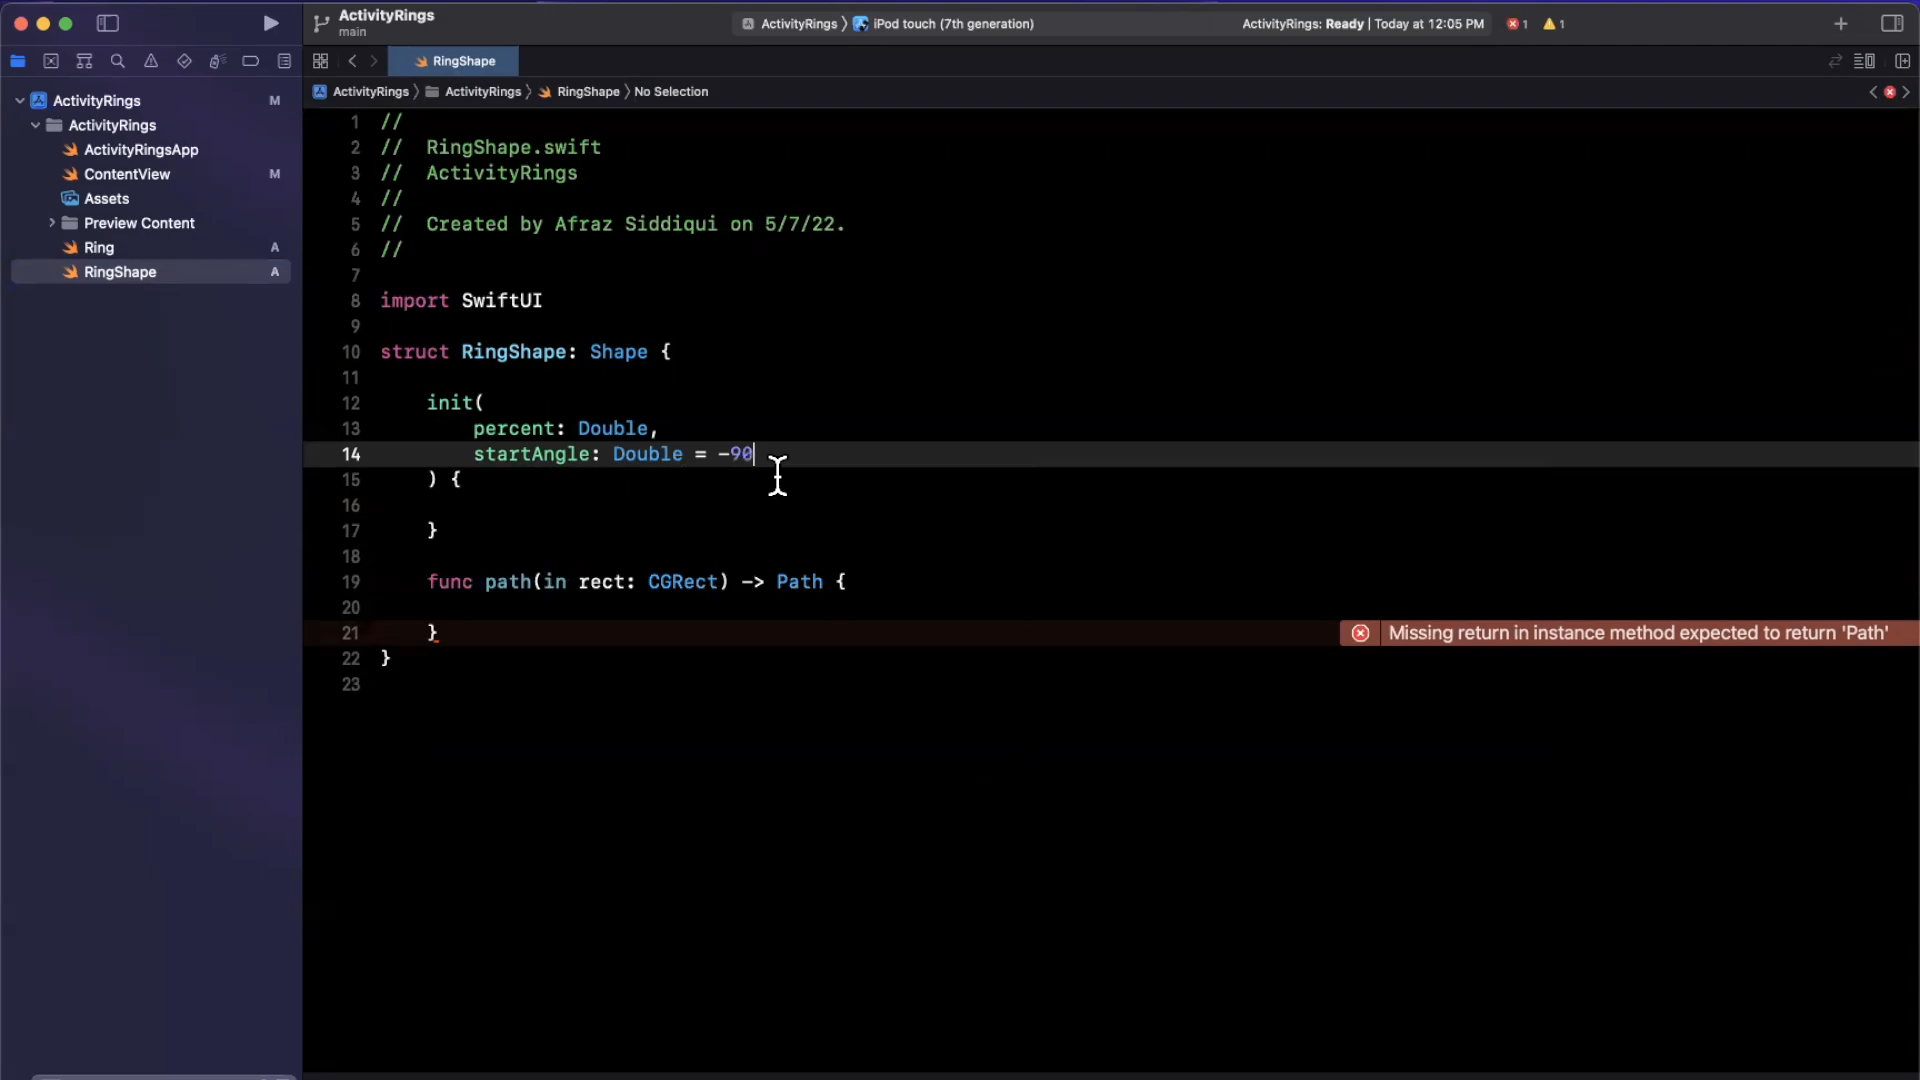 ActivityRings
main
ActivityRings 〉 iPod touch (7th generation)
ActivityRings: Ready | Today at 12:05 PM
1
1
RingShape
ActivityRings 〉 ActivityRings 〉 RingShape 〉 No Selection
ActivityRings M
ActivityRings
ActivityRingsApp
ContentView M
Assets
Preview Content
Ring A
RingShape A
1 //
2 //  RingShape.swift
3 //  ActivityRings
4 //
5 //  Created by Afraz Siddiqui on 5/7/22.
6 //
7
8 import SwiftUI
9
10 struct RingShape: Shape {
11
12     init(
13         percent: Double,
14         startAngle: Double = -90
15     ) {
16
17     }
18
19     func path(in rect: CGRect) -> Path {
20
21     }
Missing return in instance method expected to return 'Path'
22 }
23